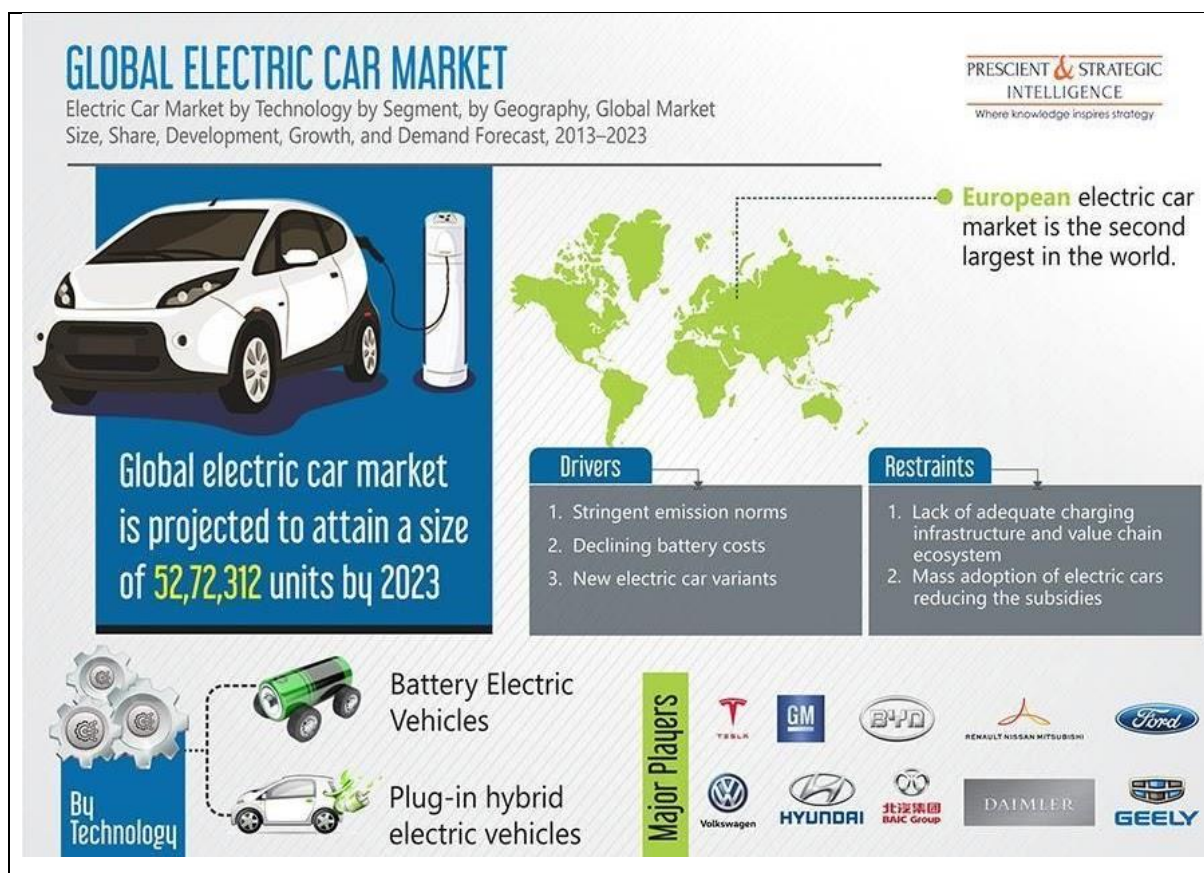 GLOBAL ELECTRIC CAR MARKET
Electric Car Market by Technology by Segment, by Geography, Global Market
Size, Share, Development, Growth, and Demand Forecast, 2013–2023
PRESCIENT & STRATEGIC
INTELLIGENCE
Where knowledge inspires strategy
European electric car
market is the second
largest in the world.
Global electric car market
is projected to attain a size
of 52,72,312 units by 2023
Drivers
1. Stringent emission norms
2. Declining battery costs
3. New electric car variants
Restraints
1. Lack of adequate charging
infrastructure and value chain
ecosystem
2. Mass adoption of electric cars
reducing the subsidies
By
Technology
Battery Electric
Vehicles
Plug-in hybrid
electric vehicles
Major Players
TESLA
GM
BYD
RENAULT NISSAN MITSUBISHI
Ford
Volkswagen
HYUNDAI
北汽集团
BAIC Group
DAIMLER
GEELY